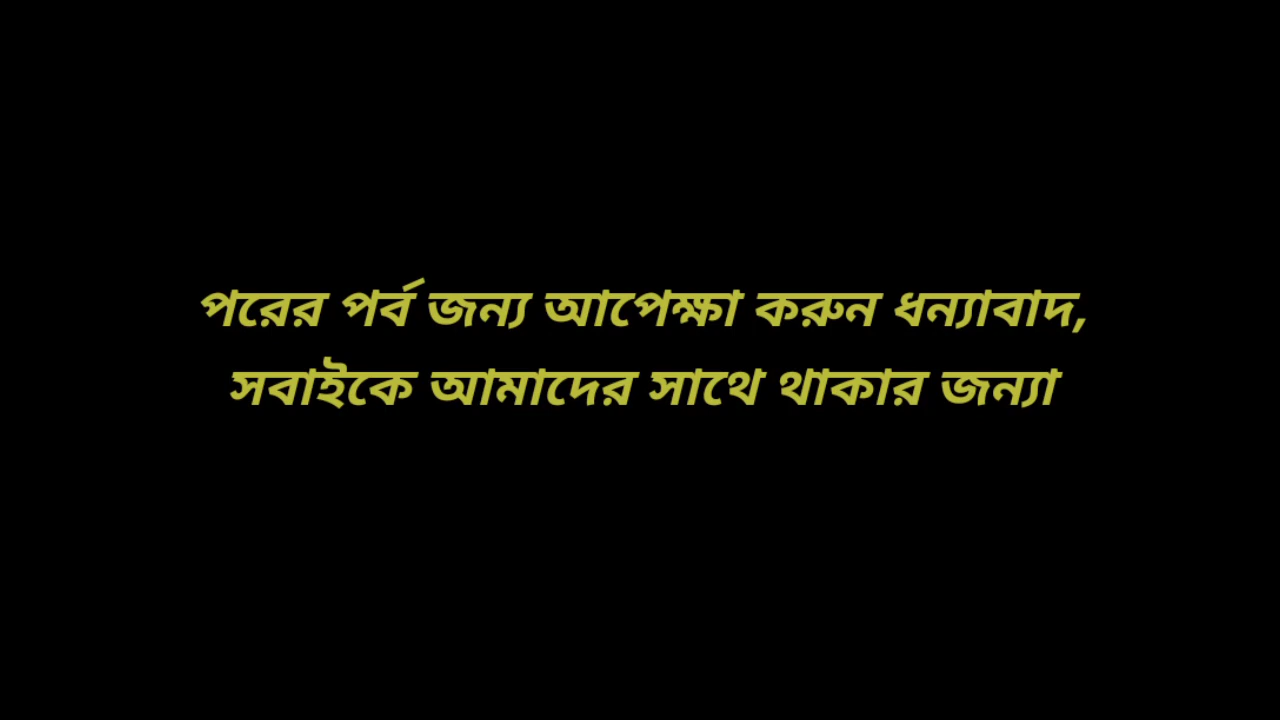 পরের পর্ব জন্য আপেক্ষা করুন ধন্যাবাদ,
সবাইকে আমাদের সাথে থাকার জন্যা